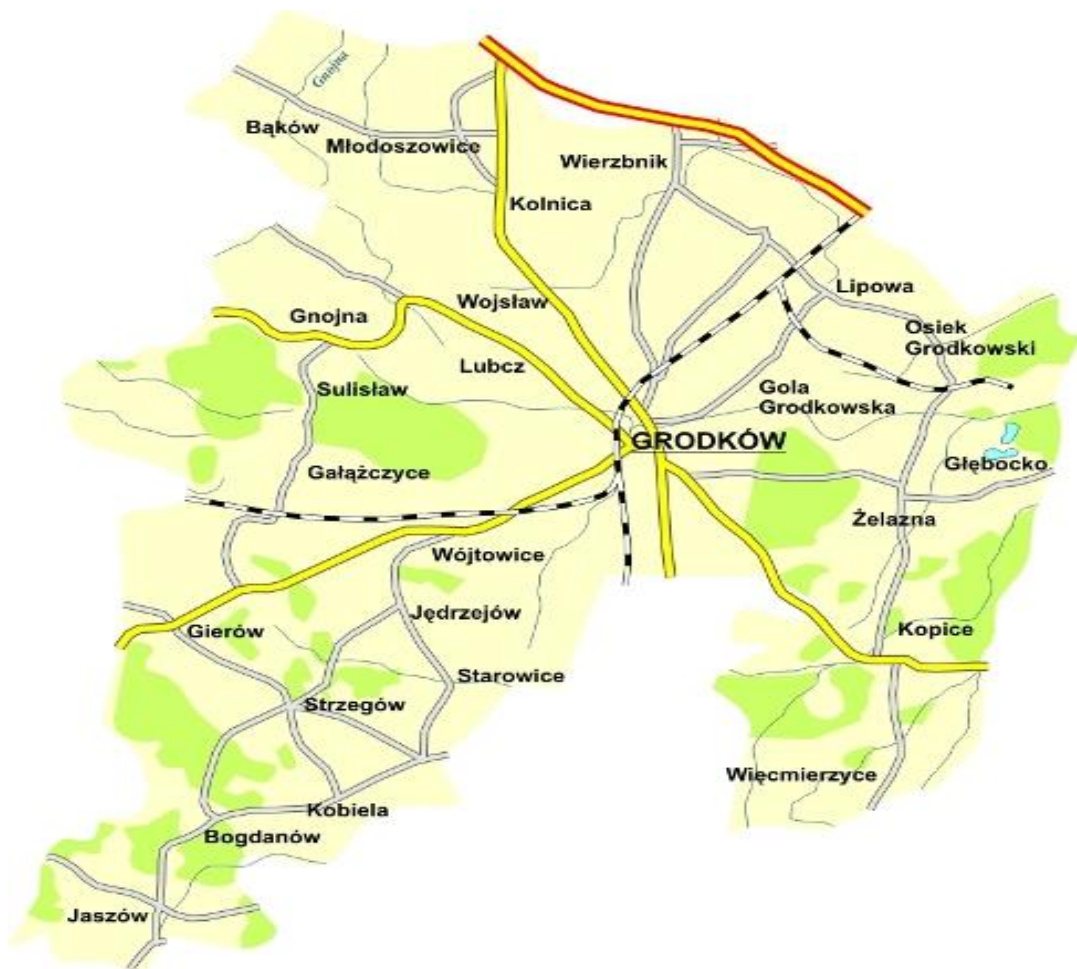 Gnojna
Bąków
Młodoszowice
Wierzbnik
Kolnica
Lipowa
Wojsław
Gnojna
Osiek
Grodkowski
Lubcz
Sulisław
Gola
Grodkowska
GRODKÓW
Głębocko
Gałążczyce
Żelazna
Wójtowice
Jędrzejów
Gierów
Kopice
Starowice
Strzegów
Więcmierzyce
Kobiela
Bogdanów
Jaszów